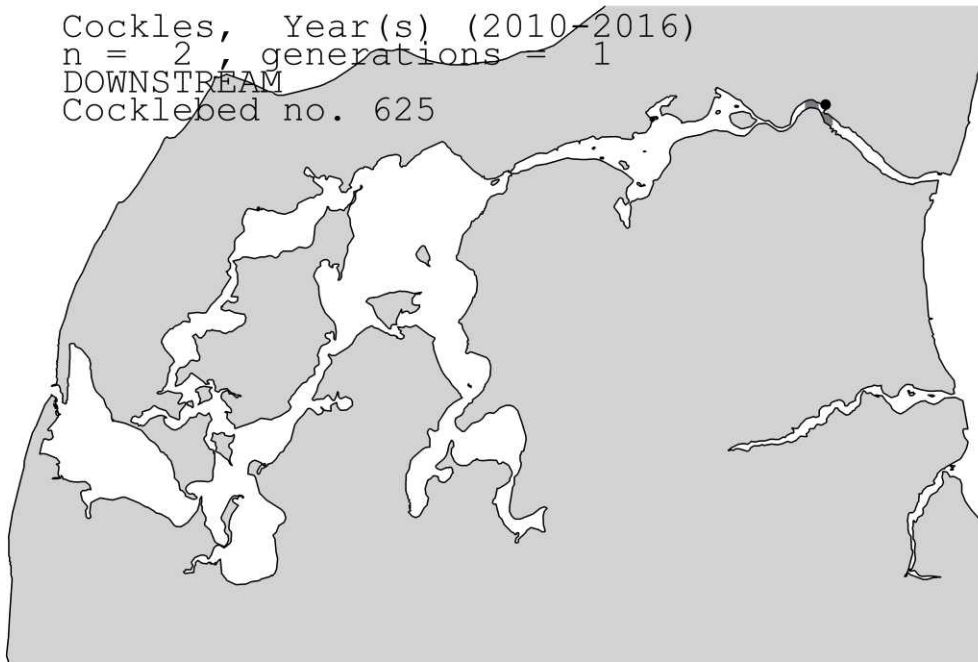 Cockles, Year(s) (2010-2016)
n = 2 , generations = 1
DOWNSTREAM
Cocklebed no. 625